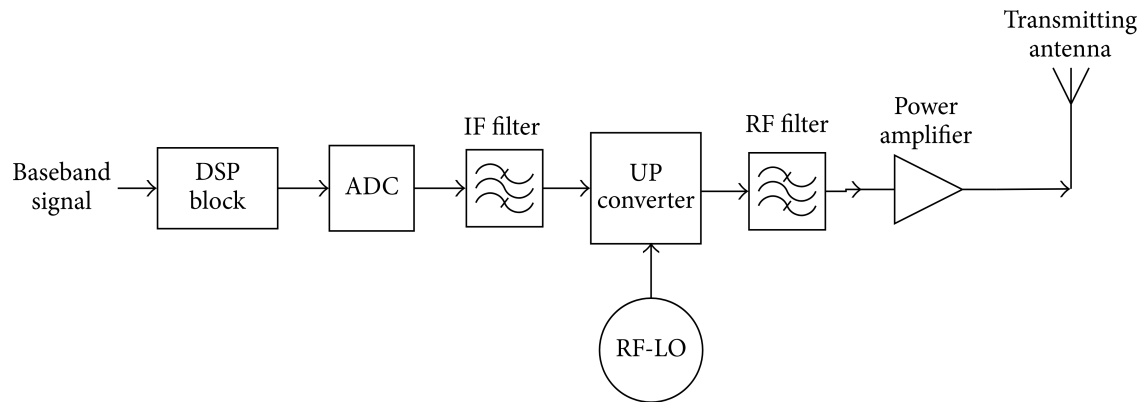 Transmitting
antenna
Power
amplifier
RF filter
IF filter
Baseband
signal
DSP
block
ADC
UP
converter
RF-LO